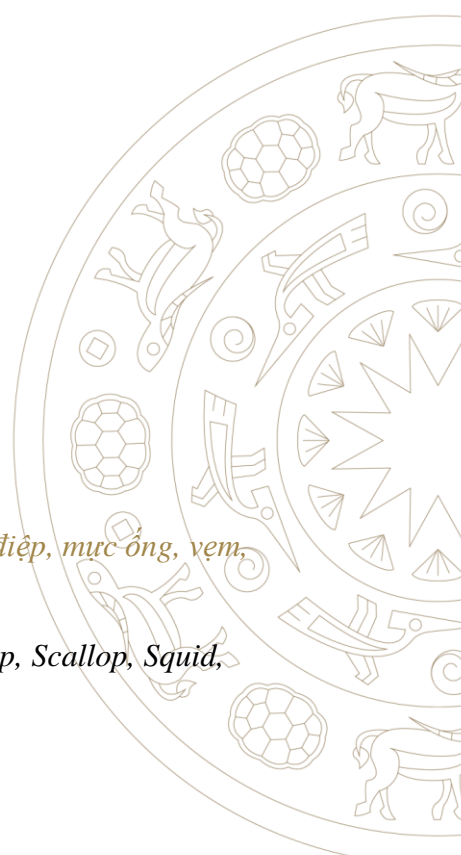 điệp, mực ống, vẹm,
p, Scallop, Squid,